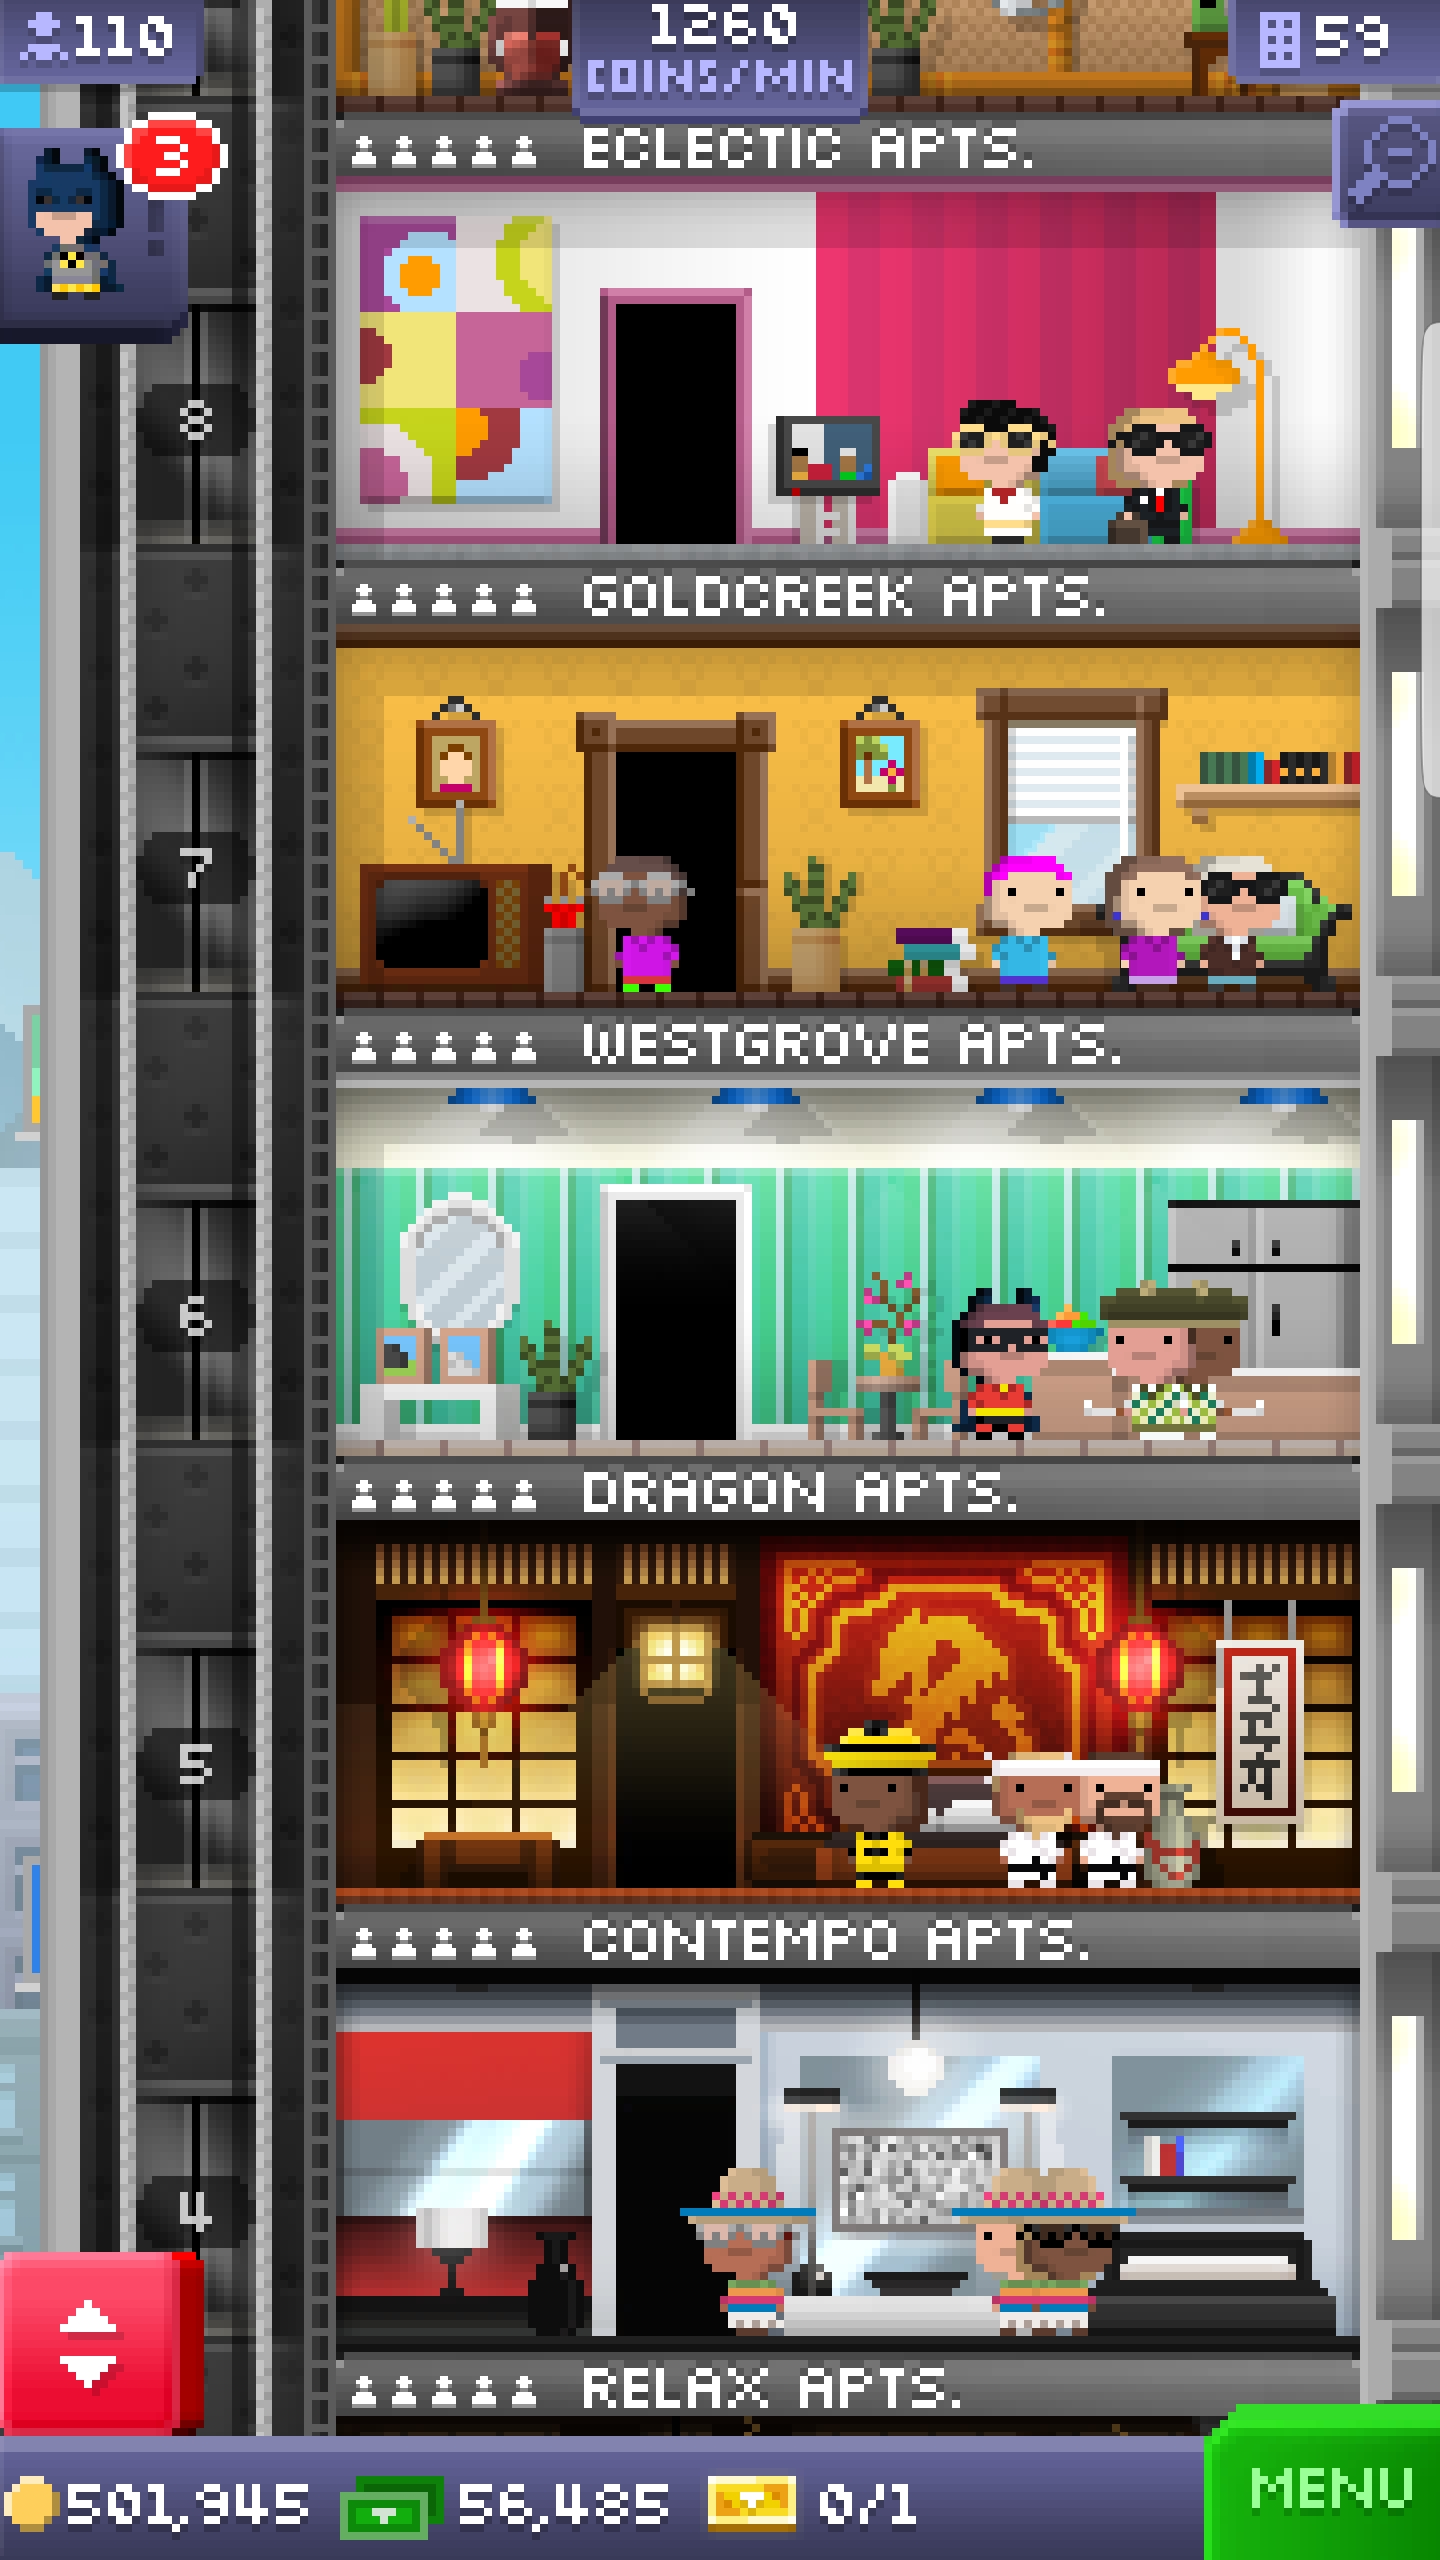 110
1260
COINS/MIN
59
3
ECLECTIC APTS.
8
GOLDCREEK APTS.
7
WESTGROVE APTS.
6
DRAGON APTS.
5
CONTEMPO APTS.
4
RELAX APTS.
501,945
56,485
0/1
MENU